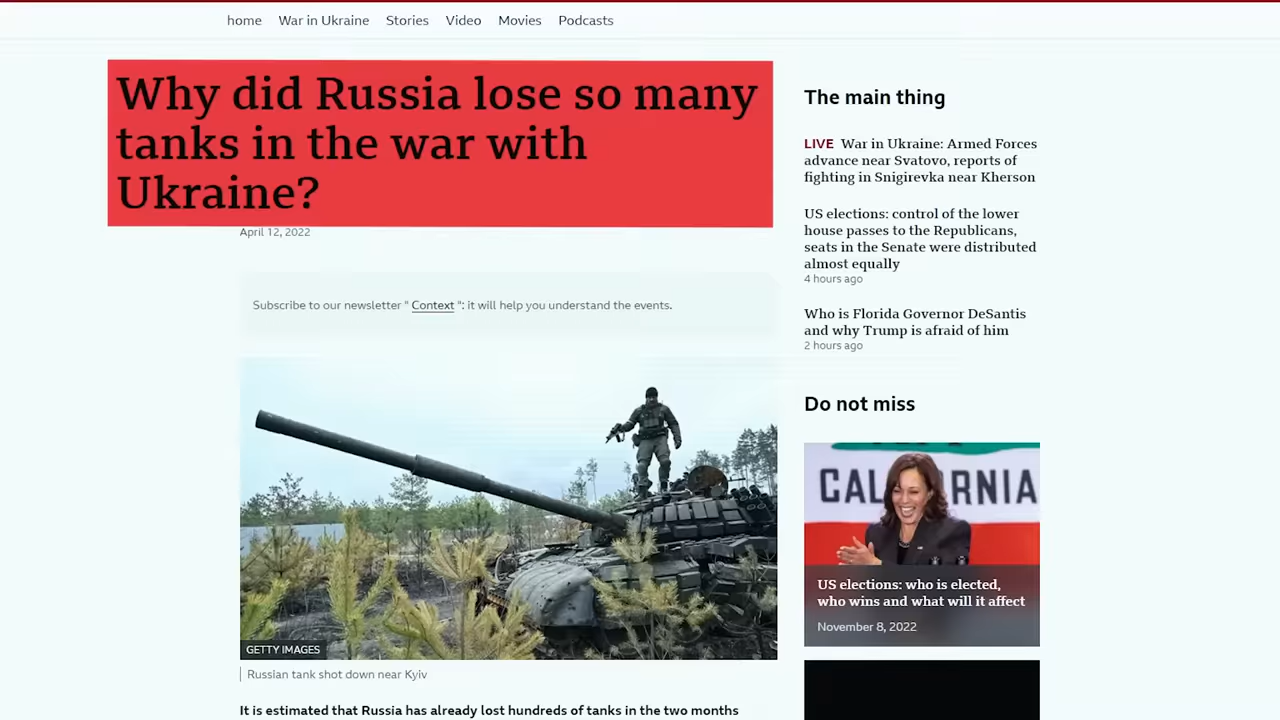 home War in Ukraine Stories Video Movies Podcasts
Why did Russia lose so many
tanks in the war with
Ukraine?
April 12, 2022
Subscribe to our newsletter " Context ": it will help you understand the events.
GETTY IMAGES
Russian tank shot down near Kyiv
It is estimated that Russia has already lost hundreds of tanks in the two months
The main thing
LIVE War in Ukraine: Armed Forces
advance near Svatovo, reports of
fighting in Snigirevka near Kherson
US elections: control of the lower
house passes to the Republicans,
seats in the Senate were distributed
almost equally
4 hours ago
Who is Florida Governor DeSantis
and why Trump is afraid of him
2 hours ago
Do not miss
CAL RNIA
US elections: who is elected,
who wins and what will it affect
November 8, 2022